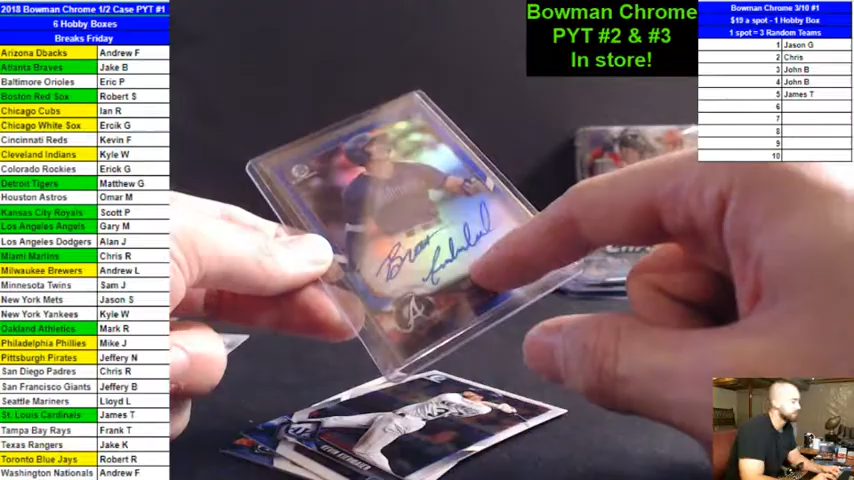 2018 Bowman Chrome 1/2 Case PYT #1
6 Hobby Boxes
Breaks Friday
Arizona Dbacks Andrew F
Atlanta Braves Jake B
Baltimore Orioles Eric P
Boston Red Sox Robert S
Chicago Cubs Ian R
Chicago White Sox Ercik G
Cincinnati Reds Kevin F
Cleveland Indians Kyle W
Colorado Rockies Erick G
Detroit Tigers Matthew G
Houston Astros Omar M
Kansas City Royals Scott P
Los Angeles Angels Gary M
Los Angeles Dodgers Alan J
Miami Marlins Chris R
Milwaukee Brewers Andrew L
Minnesota Twins Sam J
New York Mets Jason S
New York Yankees Kyle W
Oakland Athletics Mark R
Philadelphia Phillies Mike J
Pittsburgh Pirates Jeffery N
San Diego Padres Chris R
San Francisco Giants Jeffery B
Seattle Mariners Lloyd L
St. Louis Cardinals James T
Tampa Bay Rays Frank T
Texas Rangers Jake K
Toronto Blue Jays Robert R
Washington Nationals Andrew F
Bowman Chrome
PYT #2 & #3
In store!
Bowman Chrome 3/10 #1
$19 a spot - 1 Hobby Box
1 spot = 3 Random Teams
1 Jason G
2 Chris
3 John B
4 John B
5 James T
6
7
8
9
10
A